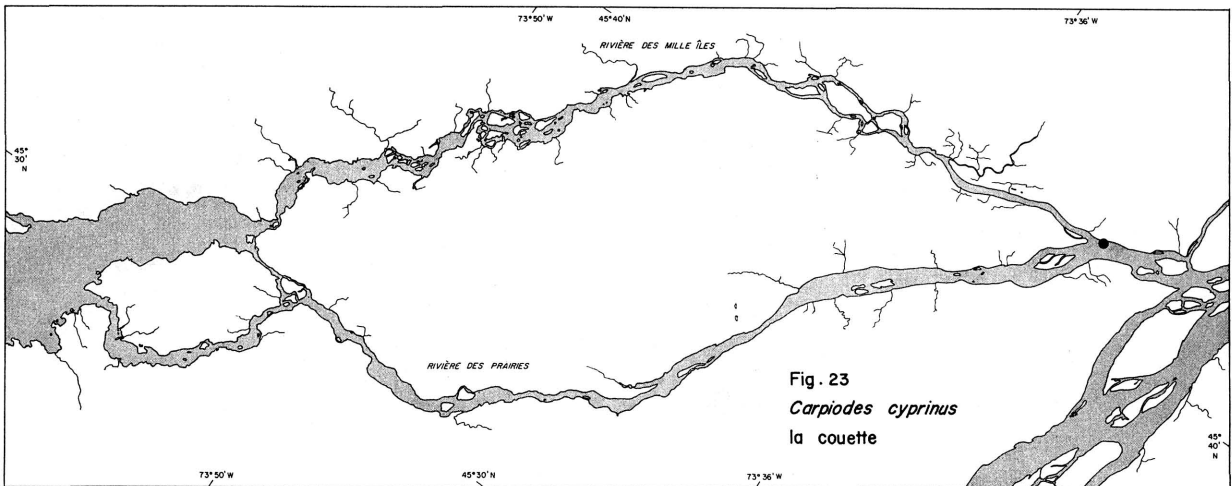 73°50' W
45°40' N
73°36' W
RIVIÈRE DES MILLE ÎLES
45°
30'
N
RIVIÈRE DES PRAIRIES
Fig. 23
Carpiodes cyprinus
la couette
45°
40'
N
73°50' W
45°30' N
73°36' W